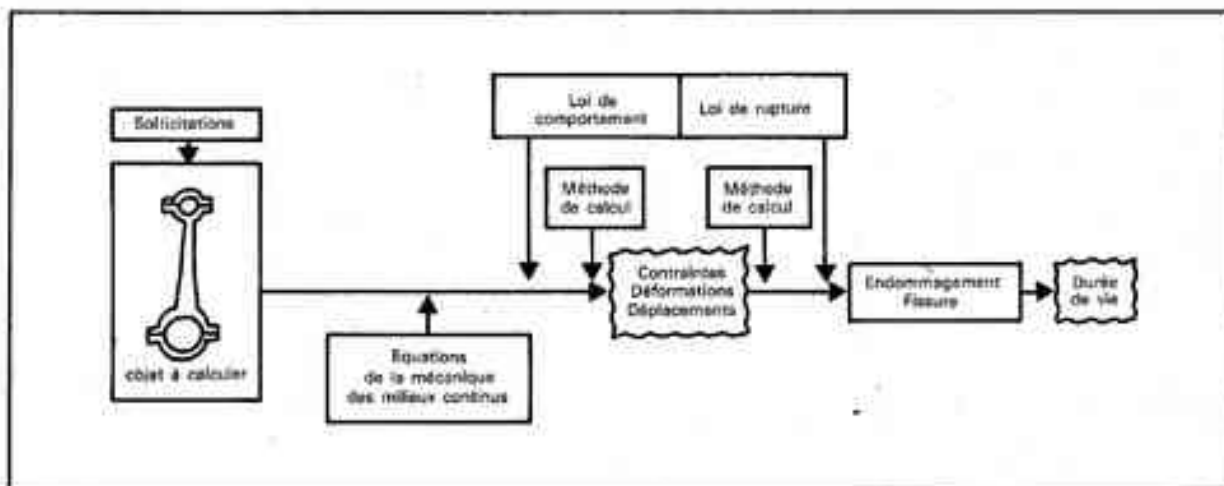 Sollicitations
objet à calculer
Loi de
comportement
Loi de rupture
Méthode
de calcul
Méthode
de calcul
Equations
de la mécanique
des milieux continus
Contraintes
Déformations
Déplacements
Endommagement
Fissure
Durée
de vie